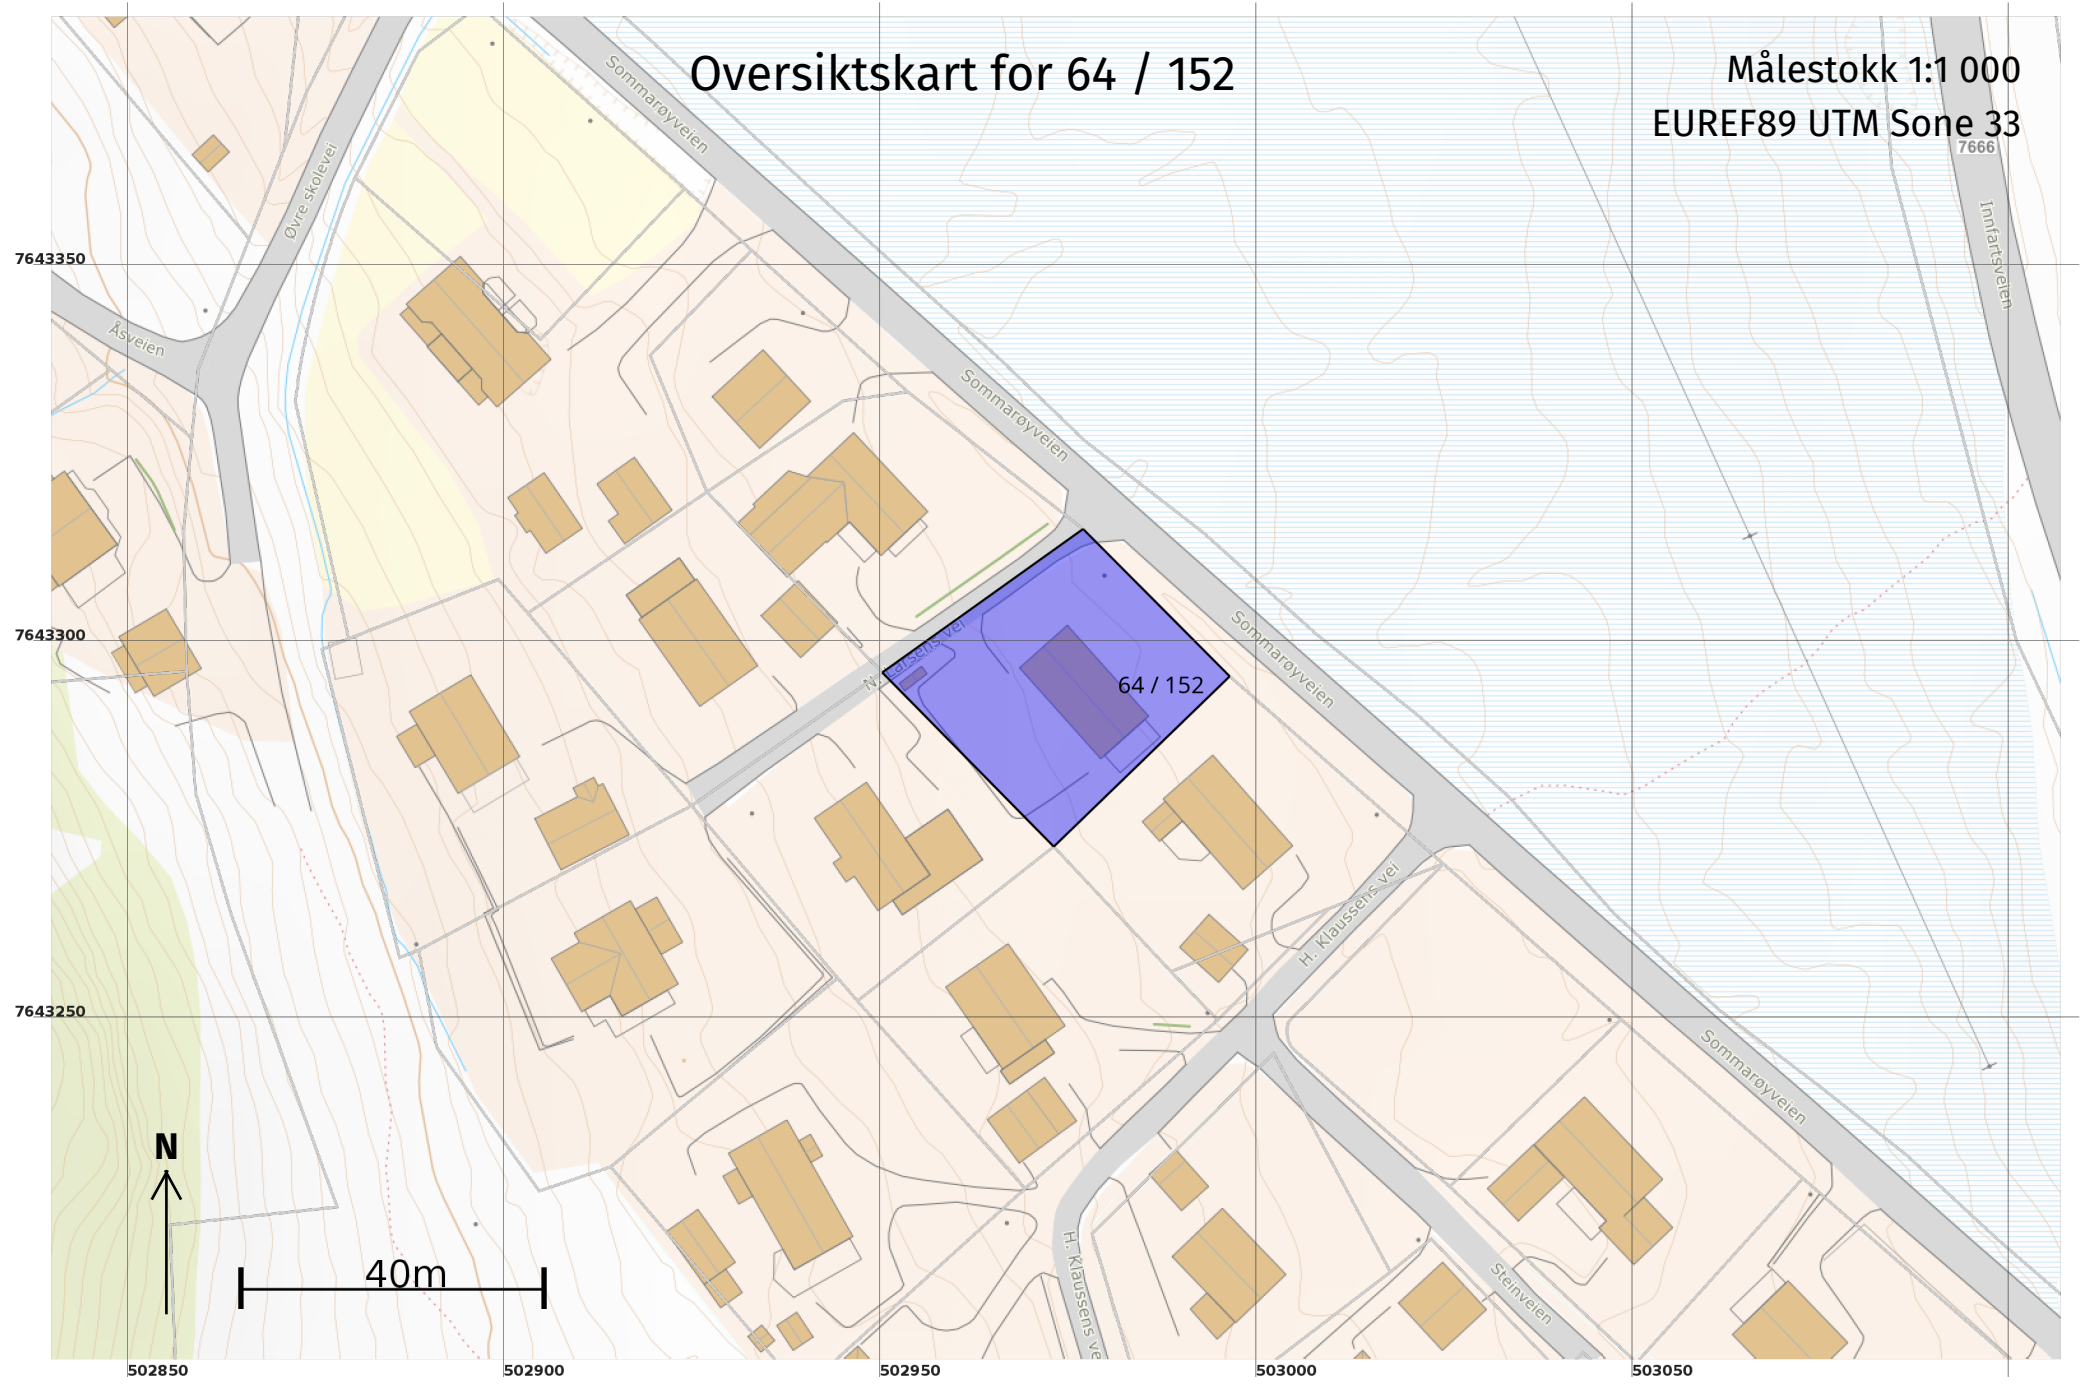 Oversiktskart for 64 / 152
Målestokk 1:1 000
EUREF89 UTM Sone 33
7666
Sommarøyveien
Øvre skolevei
Innfartsveien
7643350
Åsveien
Sommarøyveien
7643300
N. Larsens vei
Sommarøyveien
64 / 152
H. Klaussens vei
7643250
Sommarøyveien
N
H. Klaussens ve
Steinveien
40m
502850
502900
502950
503000
503050